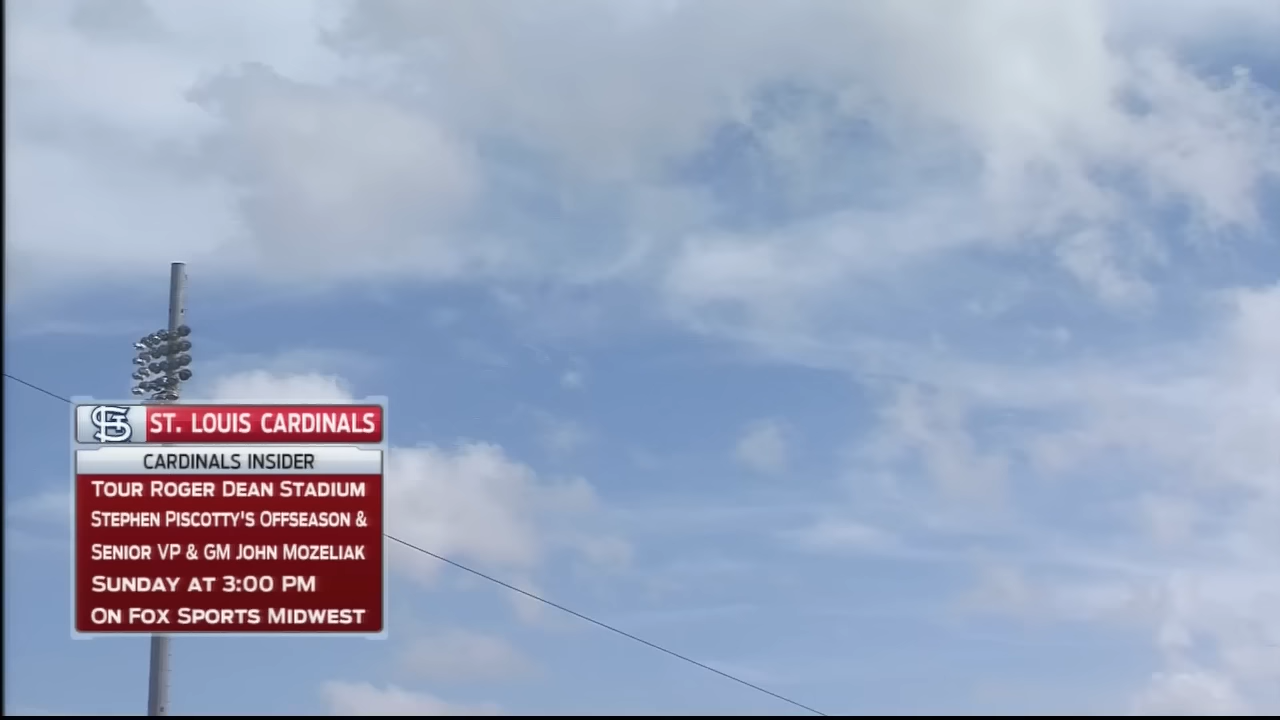 STL ST. LOUIS CARDINALS
CARDINALS INSIDER
TOUR ROGER DEAN STADIUM
STEPHEN PISCOTTY'S OFFSEASON &
SENIOR VP & GM JOHN MOZELIAK
SUNDAY AT 3:00 PM
ON FOX SPORTS MIDWEST